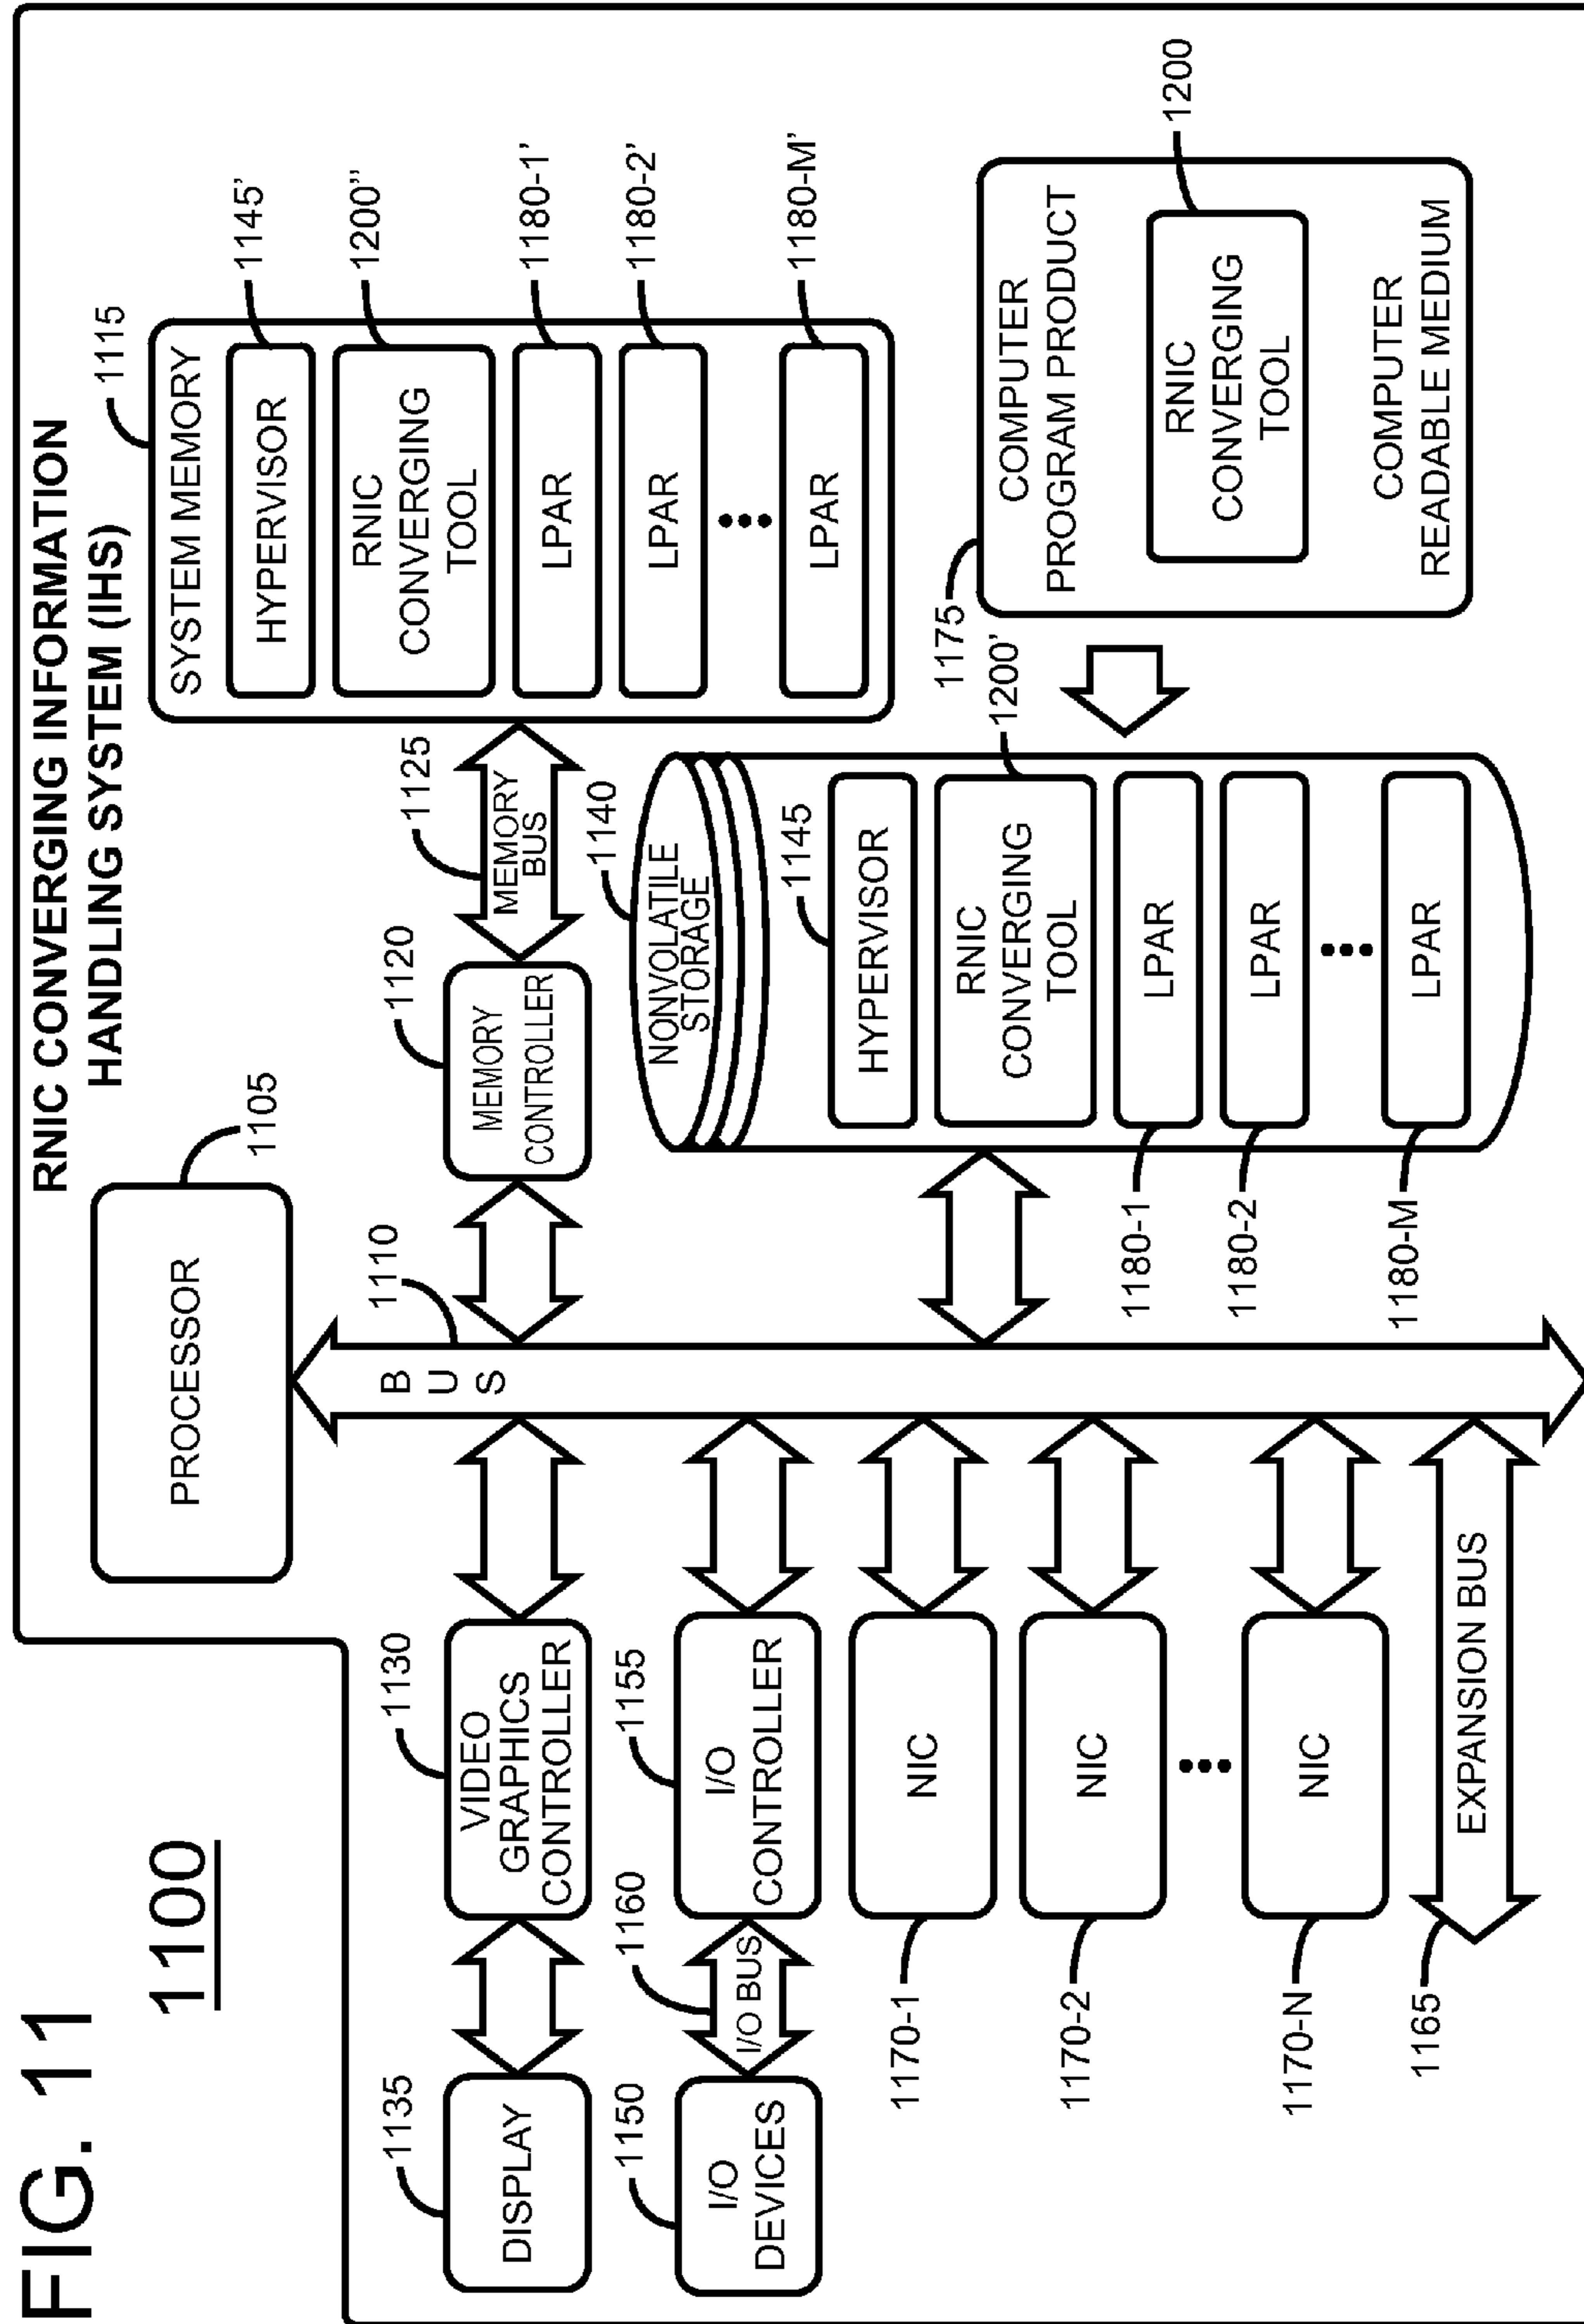 FIG. 11
1100
RNIC CONVERGING INFORMATION
HANDLING SYSTEM (IHS)
PROCESSOR
1105
1110
B
U
S
1135
DISPLAY
1130
VIDEO
GRAPHICS
CONTROLLER
1120
MEMORY
CONTROLLER
1125
MEMORY
BUS
1115
SYSTEM MEMORY
HYPERVISOR
1145’
RNIC
CONVERGING
TOOL
1200’’
LPAR
1180-1’
LPAR
1180-2’
LPAR
1180-M’
1150
I/O
DEVICES
1160
I/O BUS
1155
I/O
CONTROLLER
NIC
1170-1
NIC
1170-2
NIC
1170-N
1165
EXPANSION BUS
1140
NONVOLATILE
STORAGE
1145
HYPERVISOR
1200’
RNIC
CONVERGING
TOOL
LPAR
1180-1
LPAR
1180-2
LPAR
1180-M
1175
COMPUTER
PROGRAM PRODUCT
1200
RNIC
CONVERGING
TOOL
COMPUTER
READABLE MEDIUM